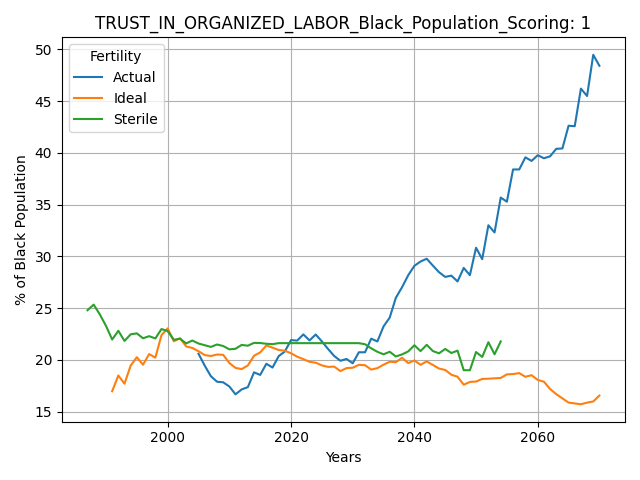 TRUST_IN_ORGANIZED_LABOR_Black_Population_Scoring: 1
Fertility
Actual
Ideal
Sterile
% of Black Population
50
45
40
35
30
25
20
15
2000
2020
2040
2060
Years